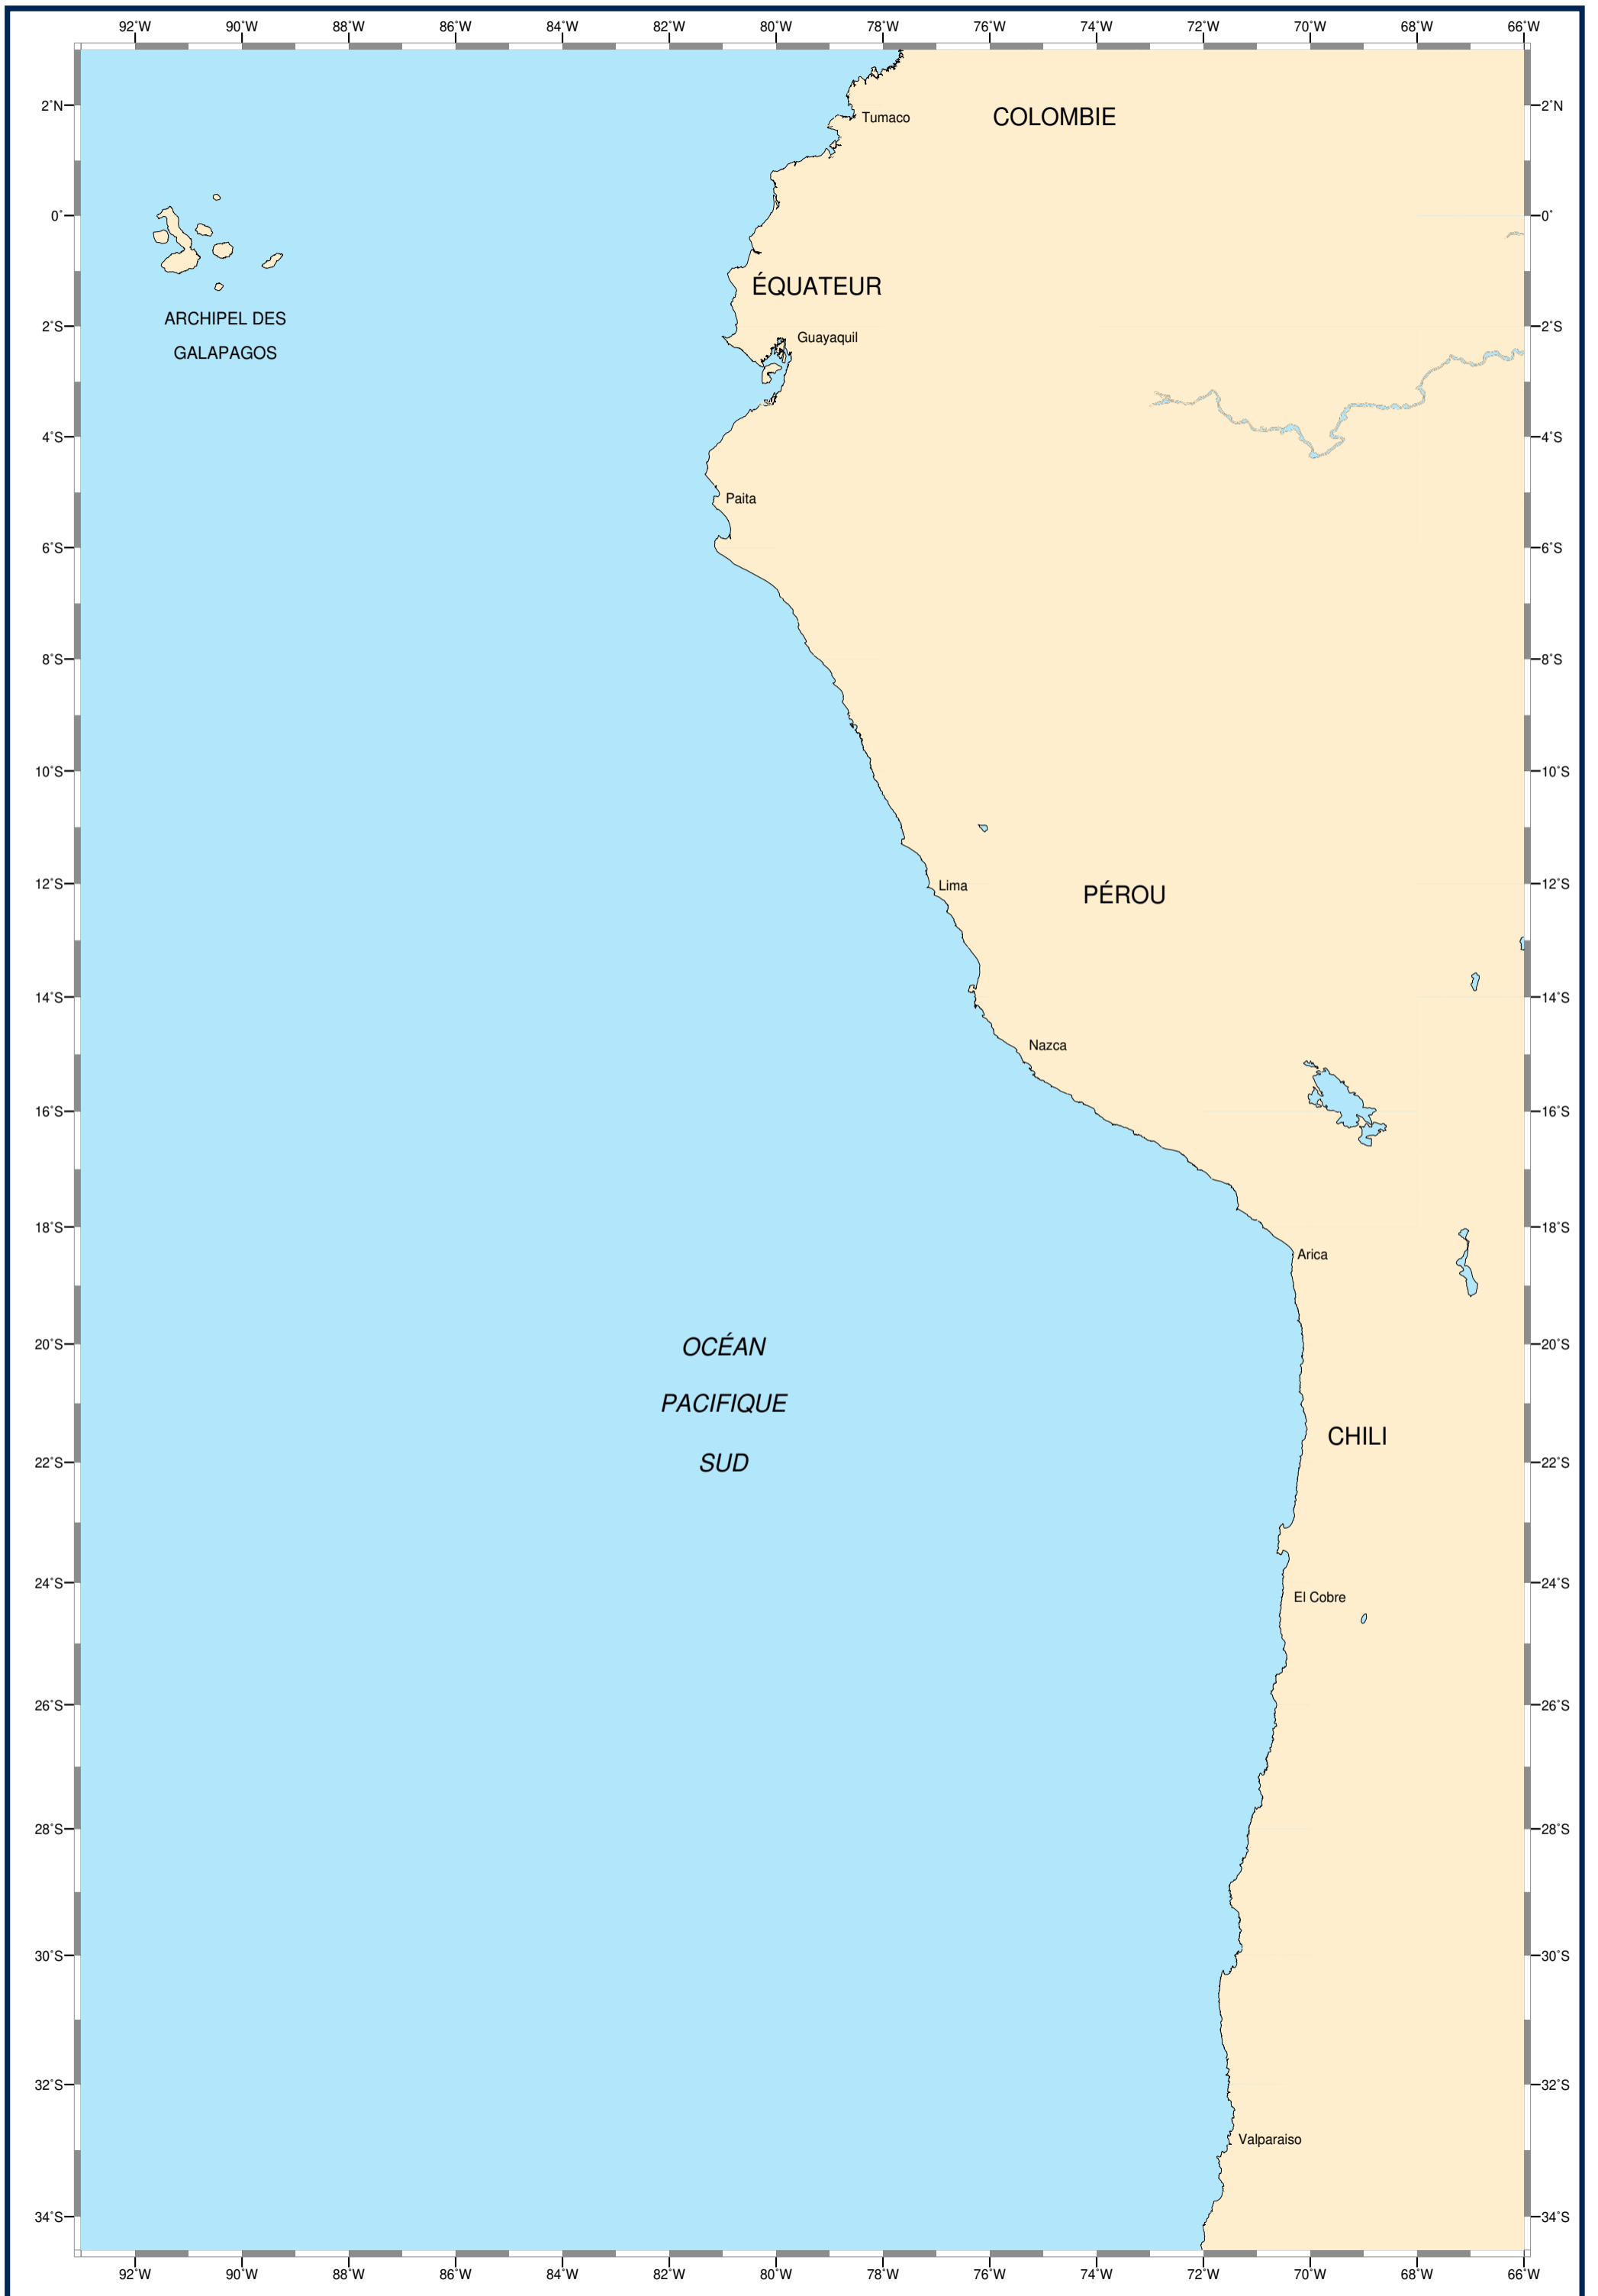 92°W 90°W 88°W 86°W 84°W 82°W 80°W 78°W 76°W 74°W 72°W 70°W 68°W 66°W
2°N 2°N
Tumaco
COLOMBIE
0° 0°
ÉQUATEUR
ARCHIPEL DES
GALAPAGOS
2°S 2°S
Guayaquil
4°S 4°S
Paita
6°S 6°S
8°S 8°S
10°S 10°S
12°S 12°S
Lima
PÉROU
14°S 14°S
Nazca
16°S 16°S
18°S 18°S
Arica
20°S 20°S
OCÉAN
PACIFIQUE
SUD
CHILI
22°S 22°S
24°S 24°S
El Cobre
26°S 26°S
28°S 28°S
30°S 30°S
32°S 32°S
Valparaiso
34°S 34°S
92°W 90°W 88°W 86°W 84°W 82°W 80°W 78°W 76°W 74°W 72°W 70°W 68°W 66°W